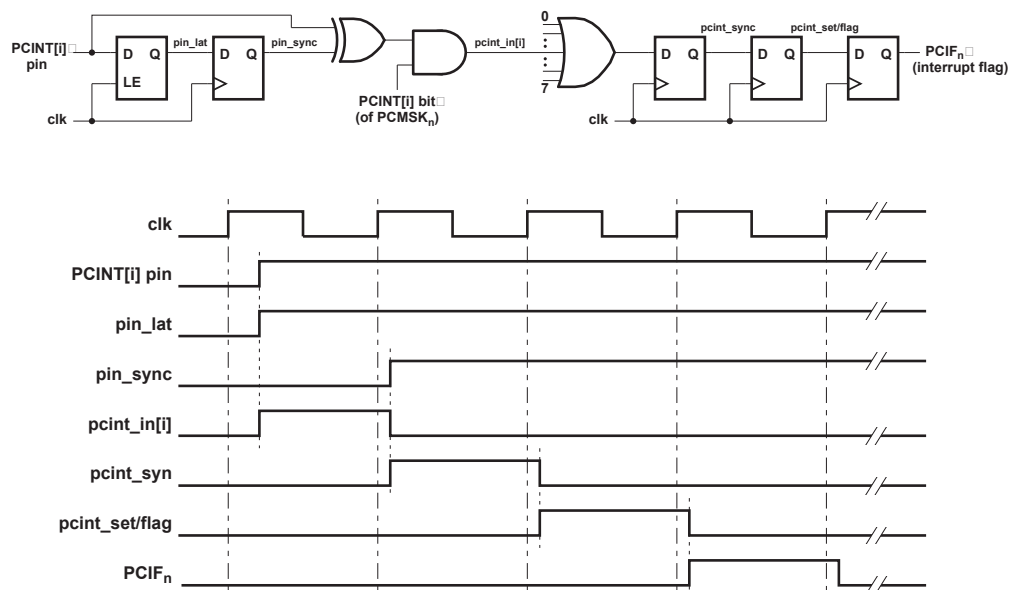 PCINT[i]
pin
D Q
LE
pin_lat
D Q
pin_sync
clk
PCINT[i] bit
(of PCMSKn)
pcint_in[i]
0
7
clk
D Q
pcint_sync
D Q
pcint_set/flag
D Q
PCIFn
(interrupt flag)
clk
PCINT[i] pin
pin_lat
pin_sync
pcint_in[i]
pcint_syn
pcint_set/flag
PCIFn